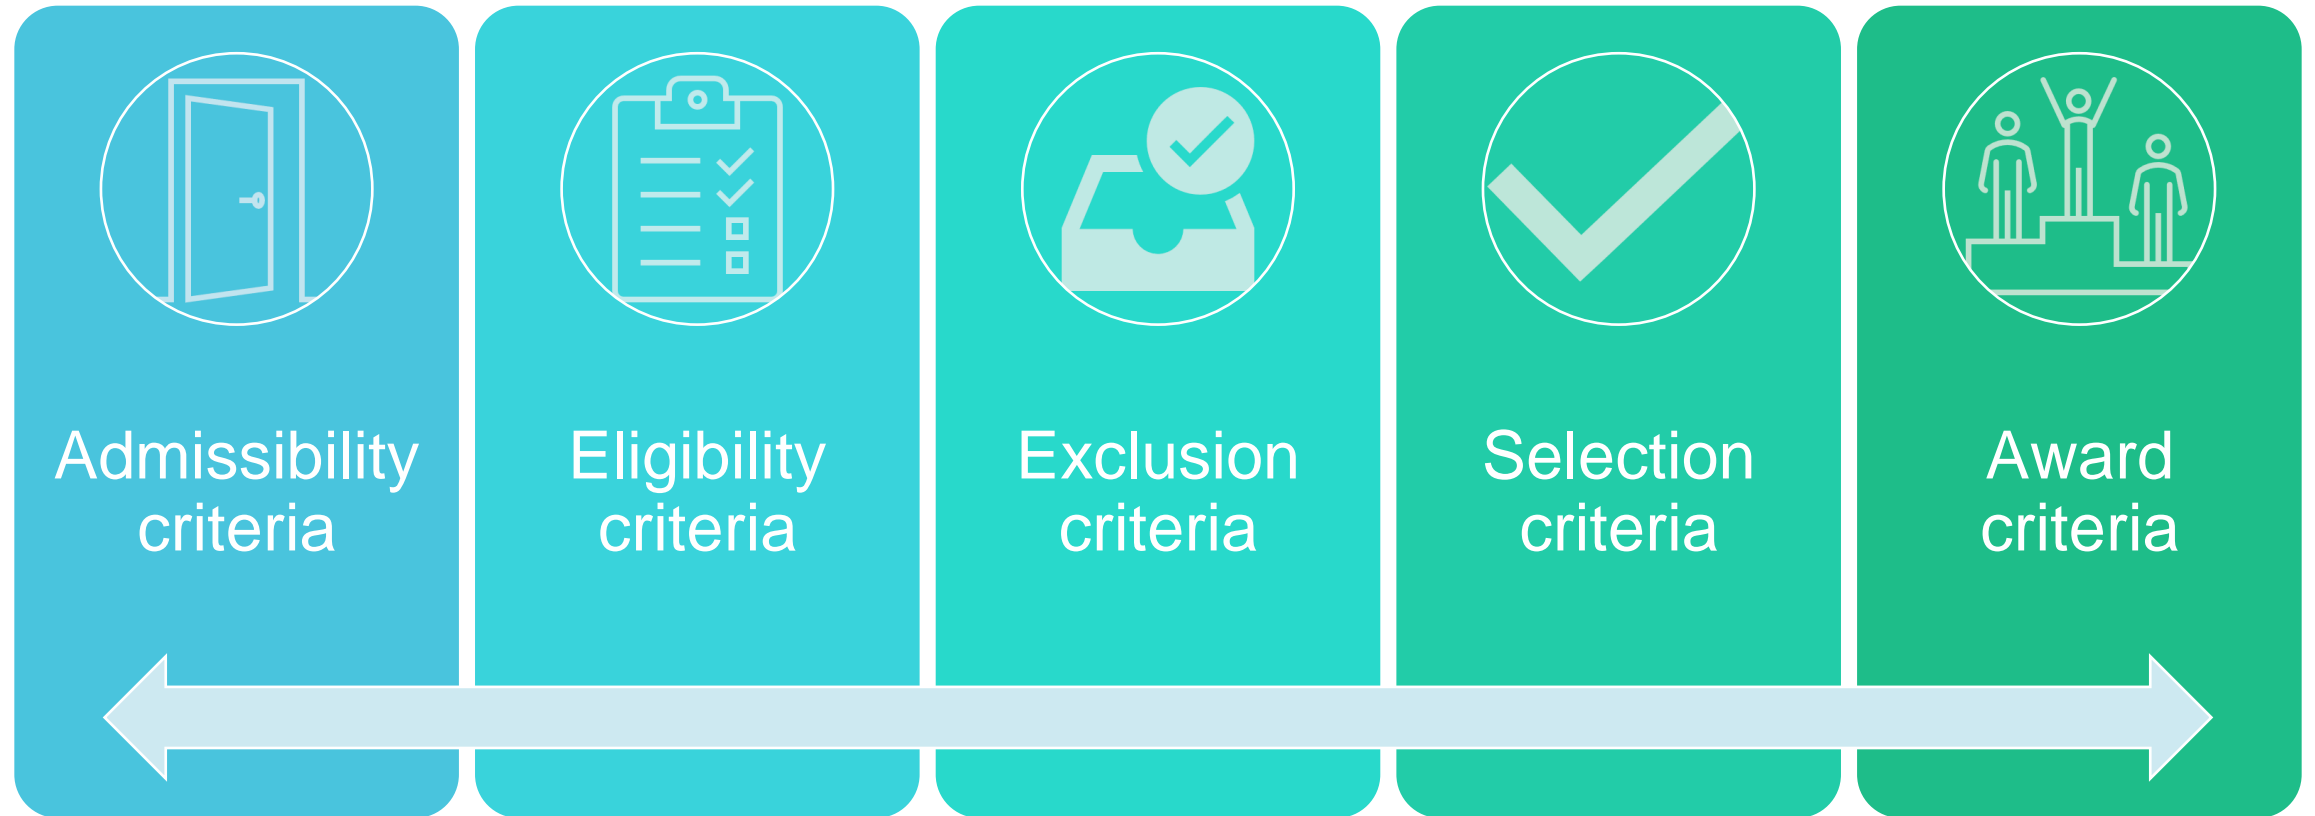 Admissibility
criteria
Eligibility
criteria
Exclusion
criteria
Selection
criteria
Award
criteria